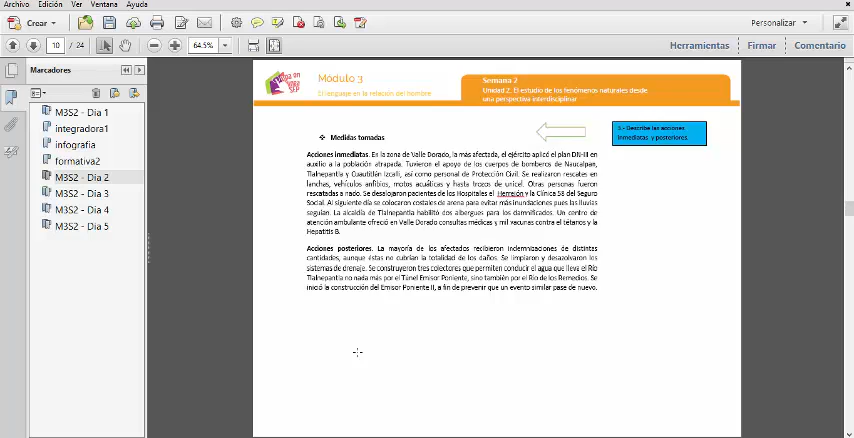 Archivo Edición Ver Ventana Ayuda
Crear Personalizar
10 / 24 64.5% Herramientas Firmar Comentario
Marcadores
M3S2 - Dia 1
integradora1
infografia
formativa2
M3S2 - Dia 2
M3S2 - Dia 3
M3S2 - Dia 4
M3S2 - Dia 5
Prepa en línea SEP
Módulo 3
El lenguaje en la relación del hombre
Semana 2
Unidad 2. El estudio de los fenómenos naturales desde
una perspectiva interdisciplinar
3.- Describe las acciones
inmediatas y posteriores.
❖ Medidas tomadas
Acciones inmediatas. En la zona de Valle Dorado, la más afectada, el ejército aplicó el plan DN-III en
auxilio a la población atrapada. Tuvieron el apoyo de los cuerpos de bomberos de Naucalpan,
Tlalnepantla y Cuautitlán Izcalli, así como personal de Protección Civil. Se realizaron rescates en
lanchas, vehículos anfibios, motos acuáticas y hasta trozos de unicel. Otras personas fueron
rescatadas a nado. Se desalojaron pacientes de los Hospitales el Herrejón y la Clínica 58 del Seguro
Social. Al siguiente día se colocaron costales de arena para evitar más inundaciones pues las lluvias
seguían. La alcaldía de Tlalnepantla habilitó dos albergues para los damnificados. Un centro de
atención ambulante ofreció en Valle Dorado consultas médicas y mil vacunas contra el tétanos y la
Hepatitis B.
Acciones posteriores. La mayoría de los afectados recibieron indemnizaciones de distintas
cantidades, aunque éstas no cubrían la totalidad de los daños. Se limpiaron y desazolvaron los
sistemas de drenaje. Se construyeron tres colectores que permiten conducir el agua que lleva el Río
Tlalnepantla no nada más por el Túnel Emisor Poniente, sino también por el Río de los Remedios. Se
inició la construcción del Emisor Poniente II, a fin de prevenir que un evento similar pase de nuevo.